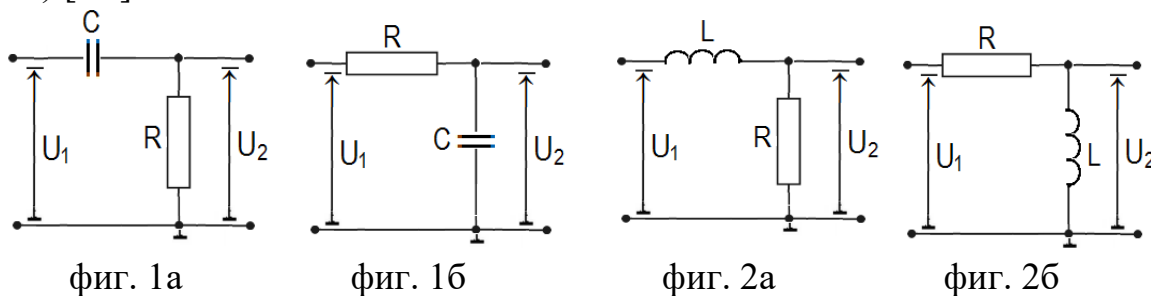 C R L R
U₁ R U₂ U₁ C U₂ U₁ R U₂ U₁ L U₂
фиг. 1а фиг. 1б фиг. 2а фиг. 2б